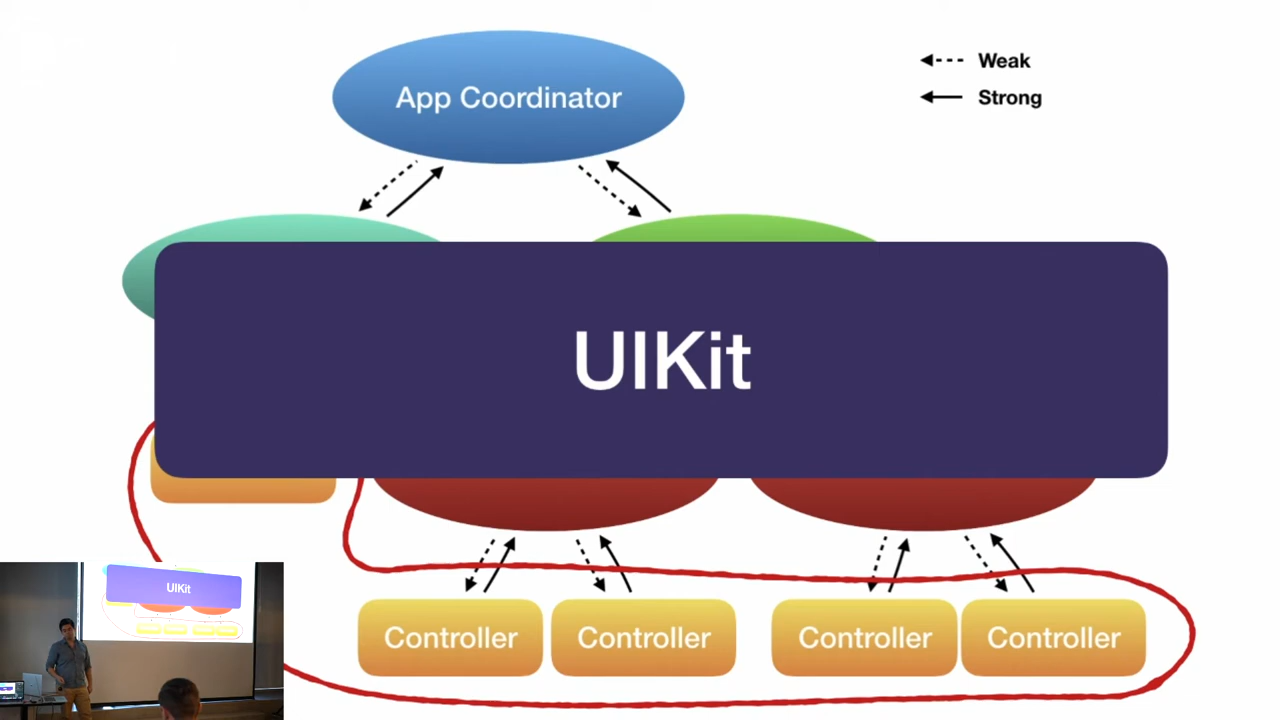 App Coordinator
Weak
Strong
UIKit
Controller
Controller
Controller
Controller
UIKit